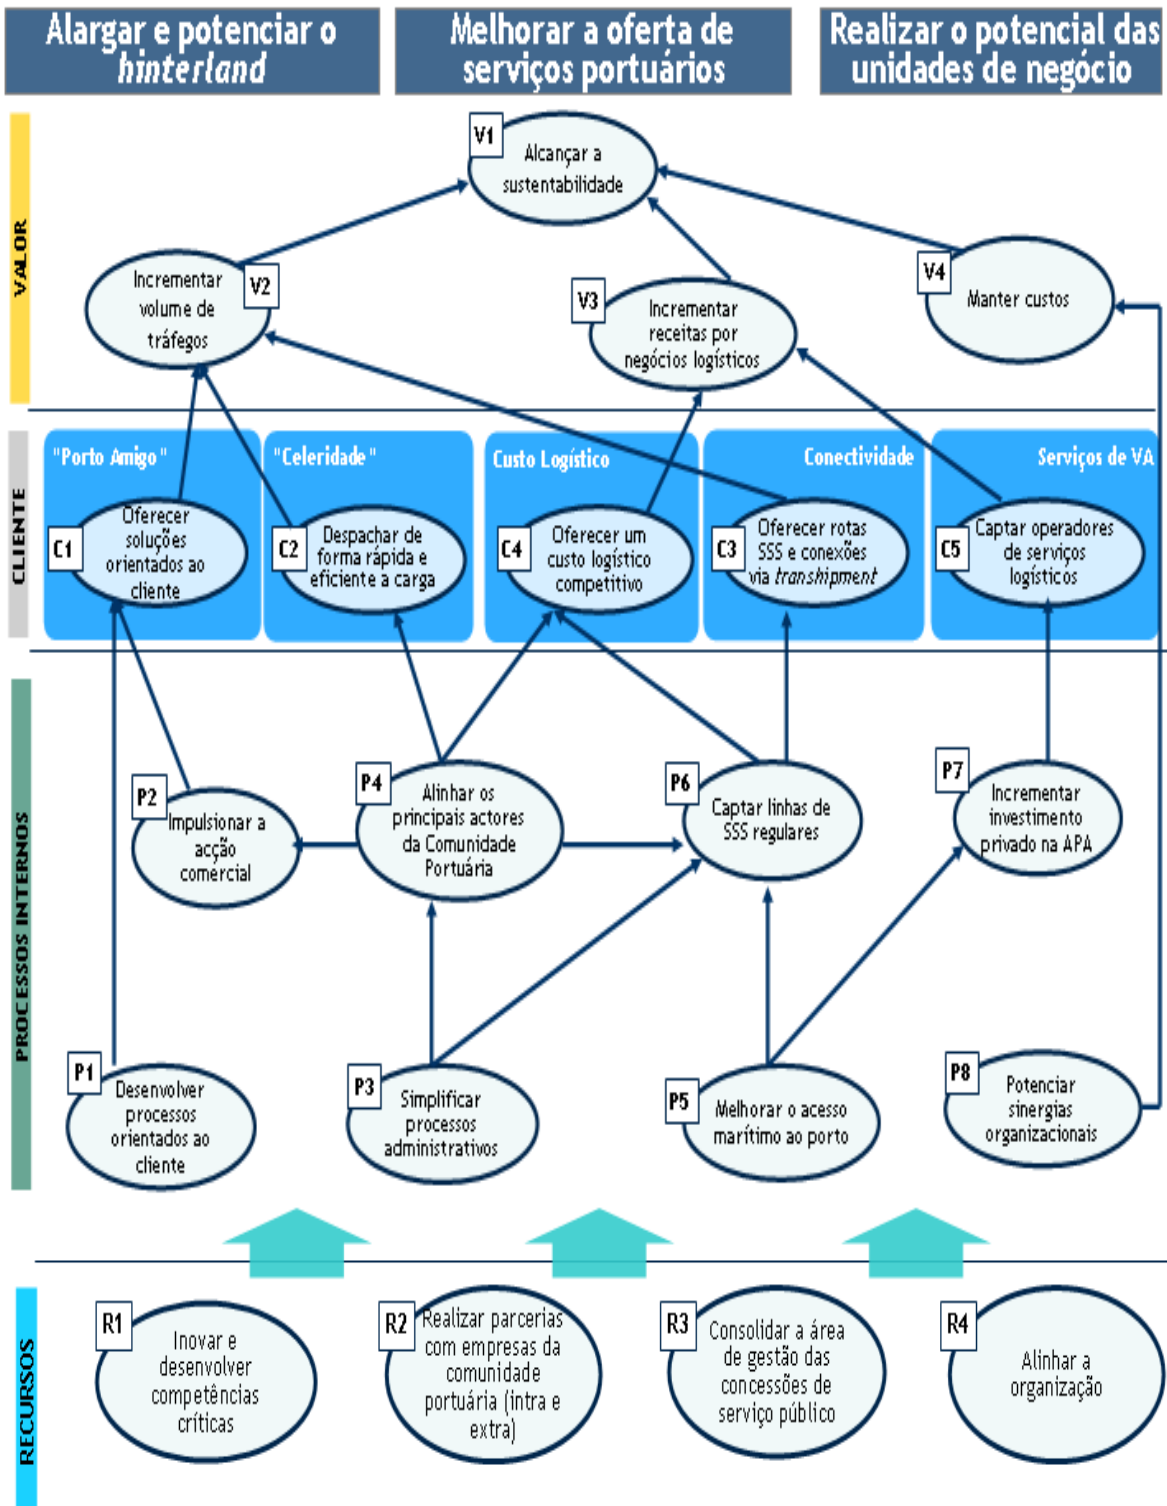 Alargar e potenciar o
hinterland
Melhorar a oferta de
serviços portuários
Realizar o potencial das
unidades de negócio
VALOR
V1
Alcançar a
sustentabilidade
V2
Incrementar
volume de
tráfegos
V3
Incrementar
receitas por
negócios logísticos
V4
Manter custos
CLIENTE
"Porto Amigo"
C1
Oferecer
soluções
orientados ao
cliente
"Celeridade"
C2
Despachar de
forma rápida e
eficiente a carga
Custo Logístico
C4
Oferecer um
custo logístico
competitivo
Conectividade
C3
Oferecer rotas
SSS e conexões
via transhipment
Serviços de VA
C5
Captar operadores
de serviços
logísticos
PROCESSOS INTERNOS
P2
Impulsionar a
acção
comercial
P4
Alinhar os
principais actores
da Comunidade
Portuária
P6
Captar linhas de
SSS regulares
P7
Incrementar
investimento
privado na APA
P1
Desenvolver
processos
orientados ao
cliente
P3
Simplificar
processos
administrativos
P5
Melhorar o acesso
marítimo ao porto
P8
Potenciar
sinergias
organizacionais
RECURSOS
R1
Inovar e
desenvolver
competências
críticas
R2
Realizar parcerias
com empresas da
comunidade
portuária (intra e
extra)
R3
Consolidar a área
de gestão das
concessões de
serviço público
R4
Alinhar a
organização